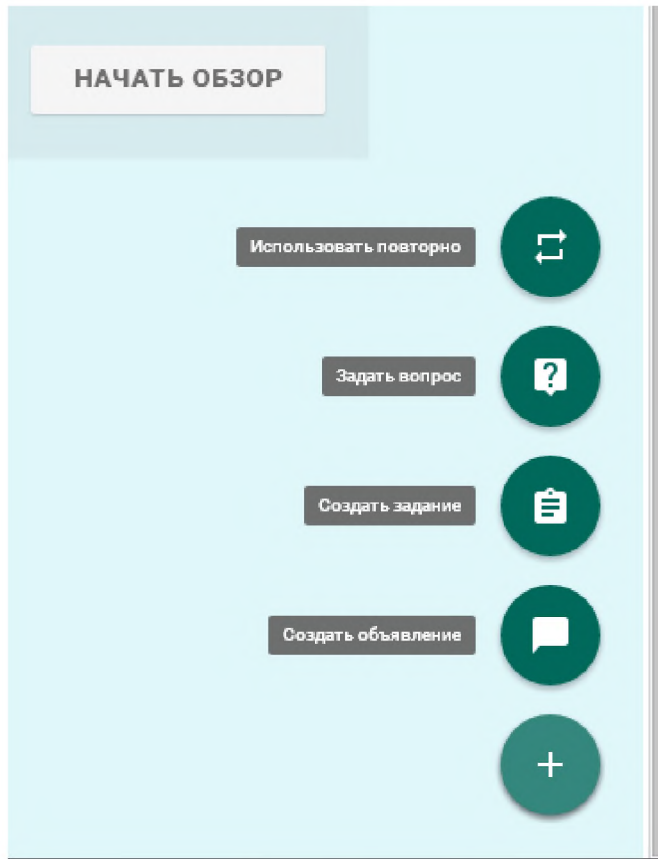 НАЧАТЬ ОБЗОР
Использовать повторно
Задать вопрос
Создать задание
Создать объявление